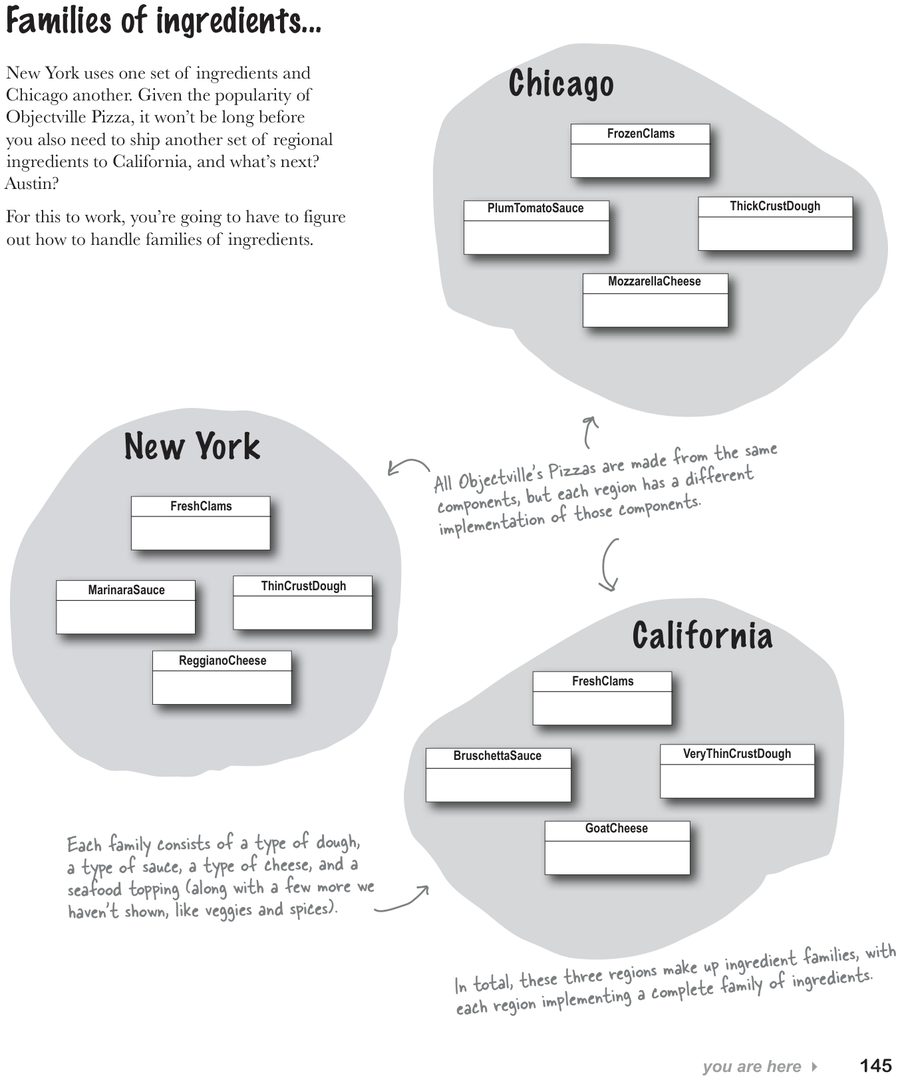 Families of ingredients...
New York uses one set of ingredients and
Chicago another. Given the popularity of
Objectville Pizza, it won't be long before
you also need to ship another set of regional
ingredients to California, and what's next?
Austin?
For this to work, you're going to have to figure
out how to handle families of ingredients.
Chicago
FrozenClams
PlumTomatoSauce
ThickCrustDough
MozzarellaCheese
New York
FreshClams
MarinaraSauce
ThinCrustDough
ReggianoCheese
All Objectville's Pizzas are made from the same
components, but each region has a different
implementation of those components.
California
FreshClams
BruschettaSauce
VeryThinCrustDough
GoatCheese
Each family consists of a type of dough,
a type of sauce, a type of cheese, and a
seafood topping (along with a few more we
haven't shown, like veggies and spices).
In total, these three regions make up ingredient families, with
each region implementing a complete family of ingredients.
you are here
145